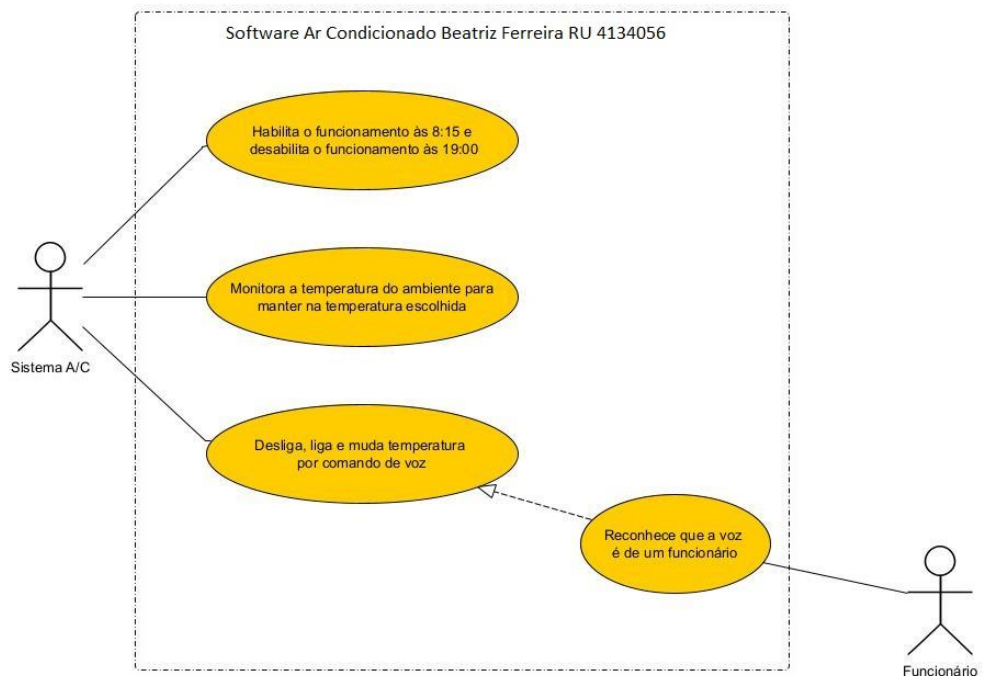 Software Ar Condicionado Beatriz Ferreira RU 4134056
Habilita o funcionamento às 8:15 e
desabilita o funcionamento às 19:00
Monitora a temperatura do ambiente para
manter na temperatura escolhida
Sistema A/C
Desliga, liga e muda temperatura
por comando de voz
Reconhece que a voz
é de um funcionário
Funcionário